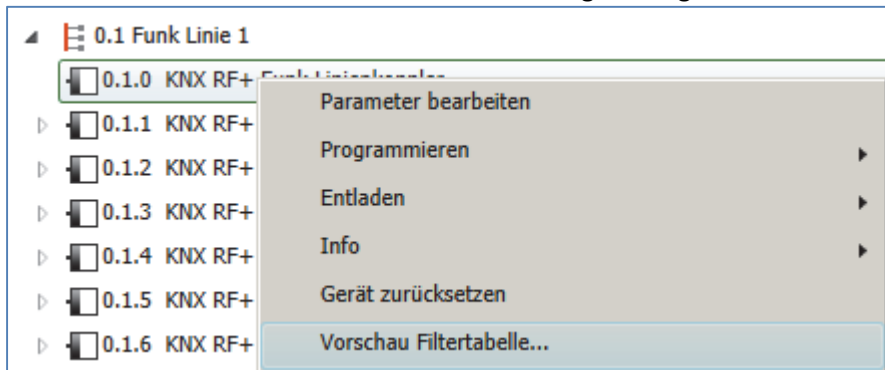 0.1 Funk Linie 1
0.1.0 KNX RF+ Funk Linienkoppler
0.1.1 KNX RF+
0.1.2 KNX RF+
0.1.3 KNX RF+
0.1.4 KNX RF+
0.1.5 KNX RF+
0.1.6 KNX RF+
Parameter bearbeiten
Programmieren
Entladen
Info
Gerät zurücksetzen
Vorschau Filtertabelle...